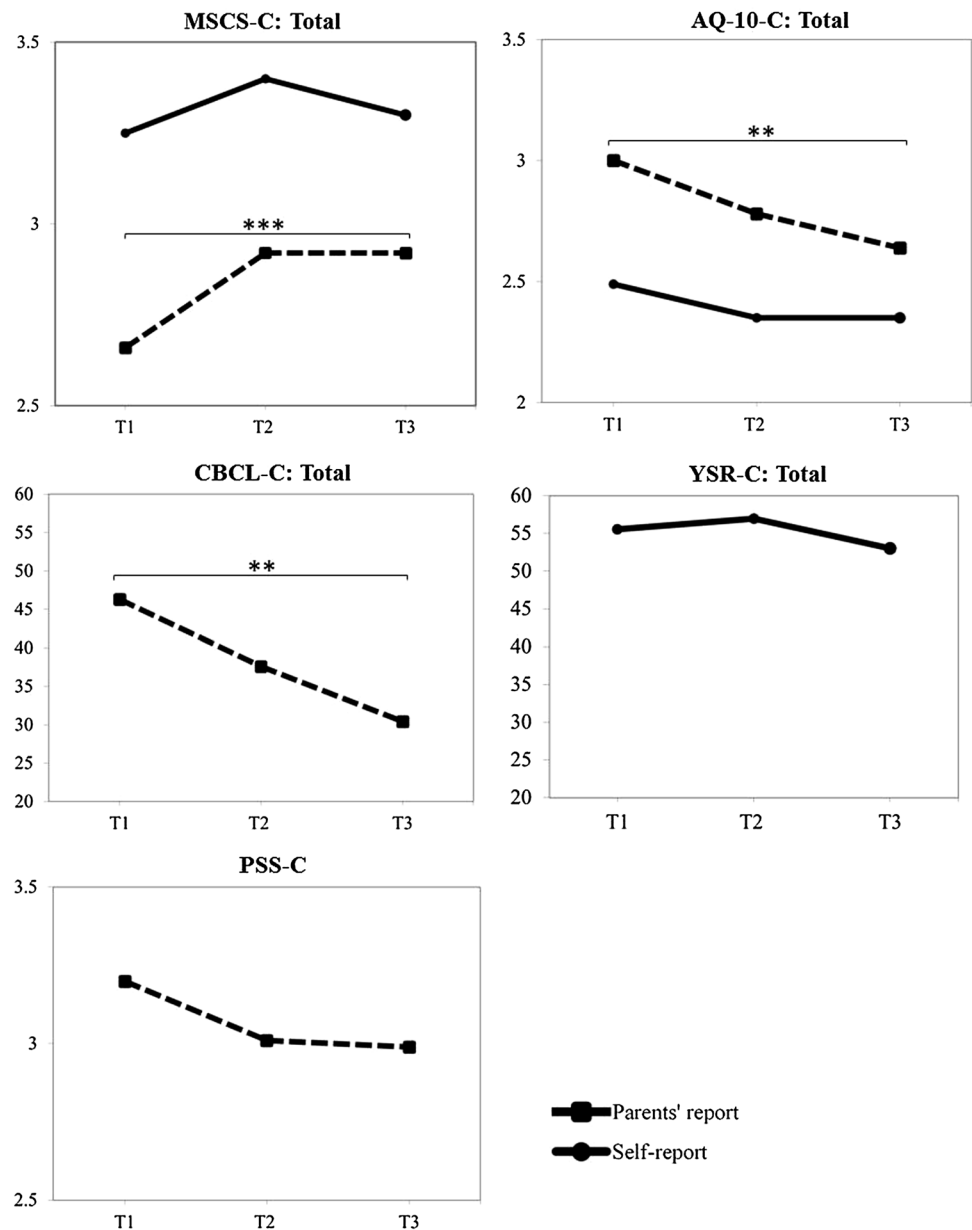 MSCS-C: Total
3.5
3
2.5
***
T1 T2 T3
AQ-10-C: Total
3.5
3
2.5
2
**
T1 T2 T3
CBCL-C: Total
60
55
50
45
40
35
30
25
20
**
T1 T2 T3
YSR-C: Total
60
55
50
45
40
35
30
25
20
T1 T2 T3
PSS-C
3.5
3
2.5
T1 T2 T3
Parents' report
Self-report